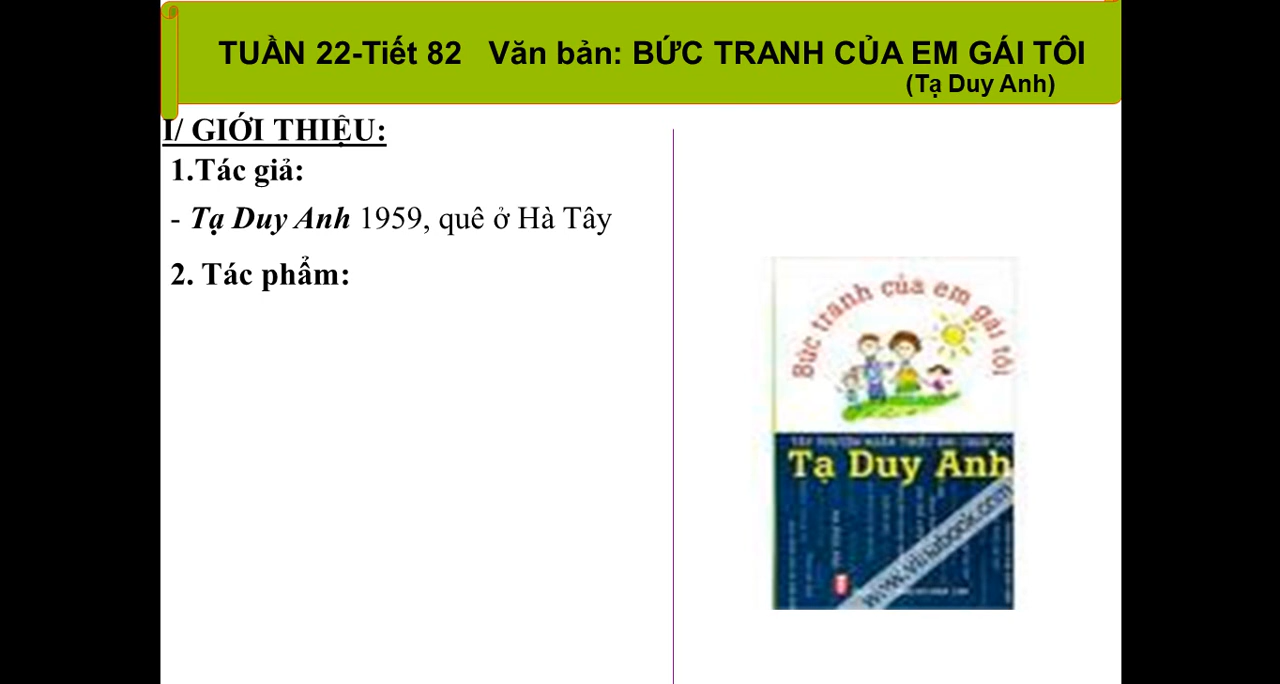 TUẦN 22-Tiết 82 Văn bản: BỨC TRANH CỦA EM GÁI TÔI
(Tạ Duy Anh)
I/ GIỚI THIỆU:
1.Tác giả:
- Tạ Duy Anh 1959, quê ở Hà Tây
2. Tác phẩm:
Bức tranh của em gái tôi
Tạ Duy Anh
www.vinabook.com